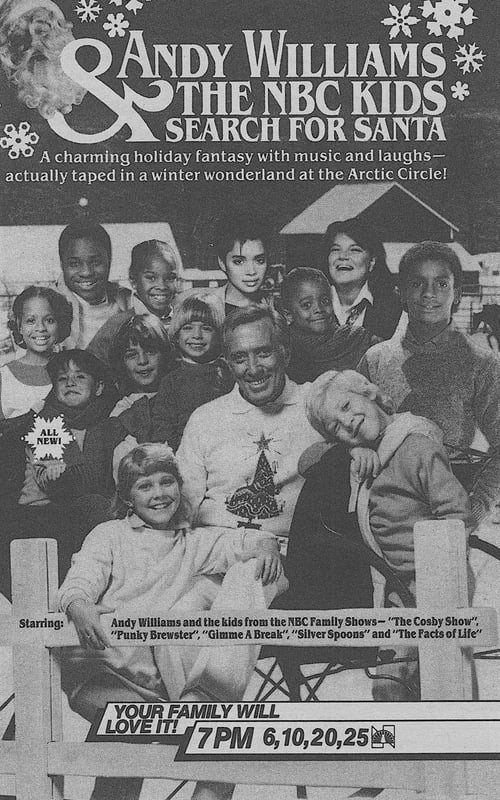 & ANDY WILLIAMS
THE NBC KIDS
SEARCH FOR SANTA
A charming holiday fantasy with music and laughs—
actually taped in a winter wonderland at the Arctic Circle!
ALL
NEW!
Starring: Andy Williams and the kids from the NBC Family Shows—"The Cosby Show",
"Punky Brewster", "Gimme A Break", "Silver Spoons" and "The Facts of Life"
YOUR FAMILY WILL
LOVE IT!
7PM 6,10,20,25